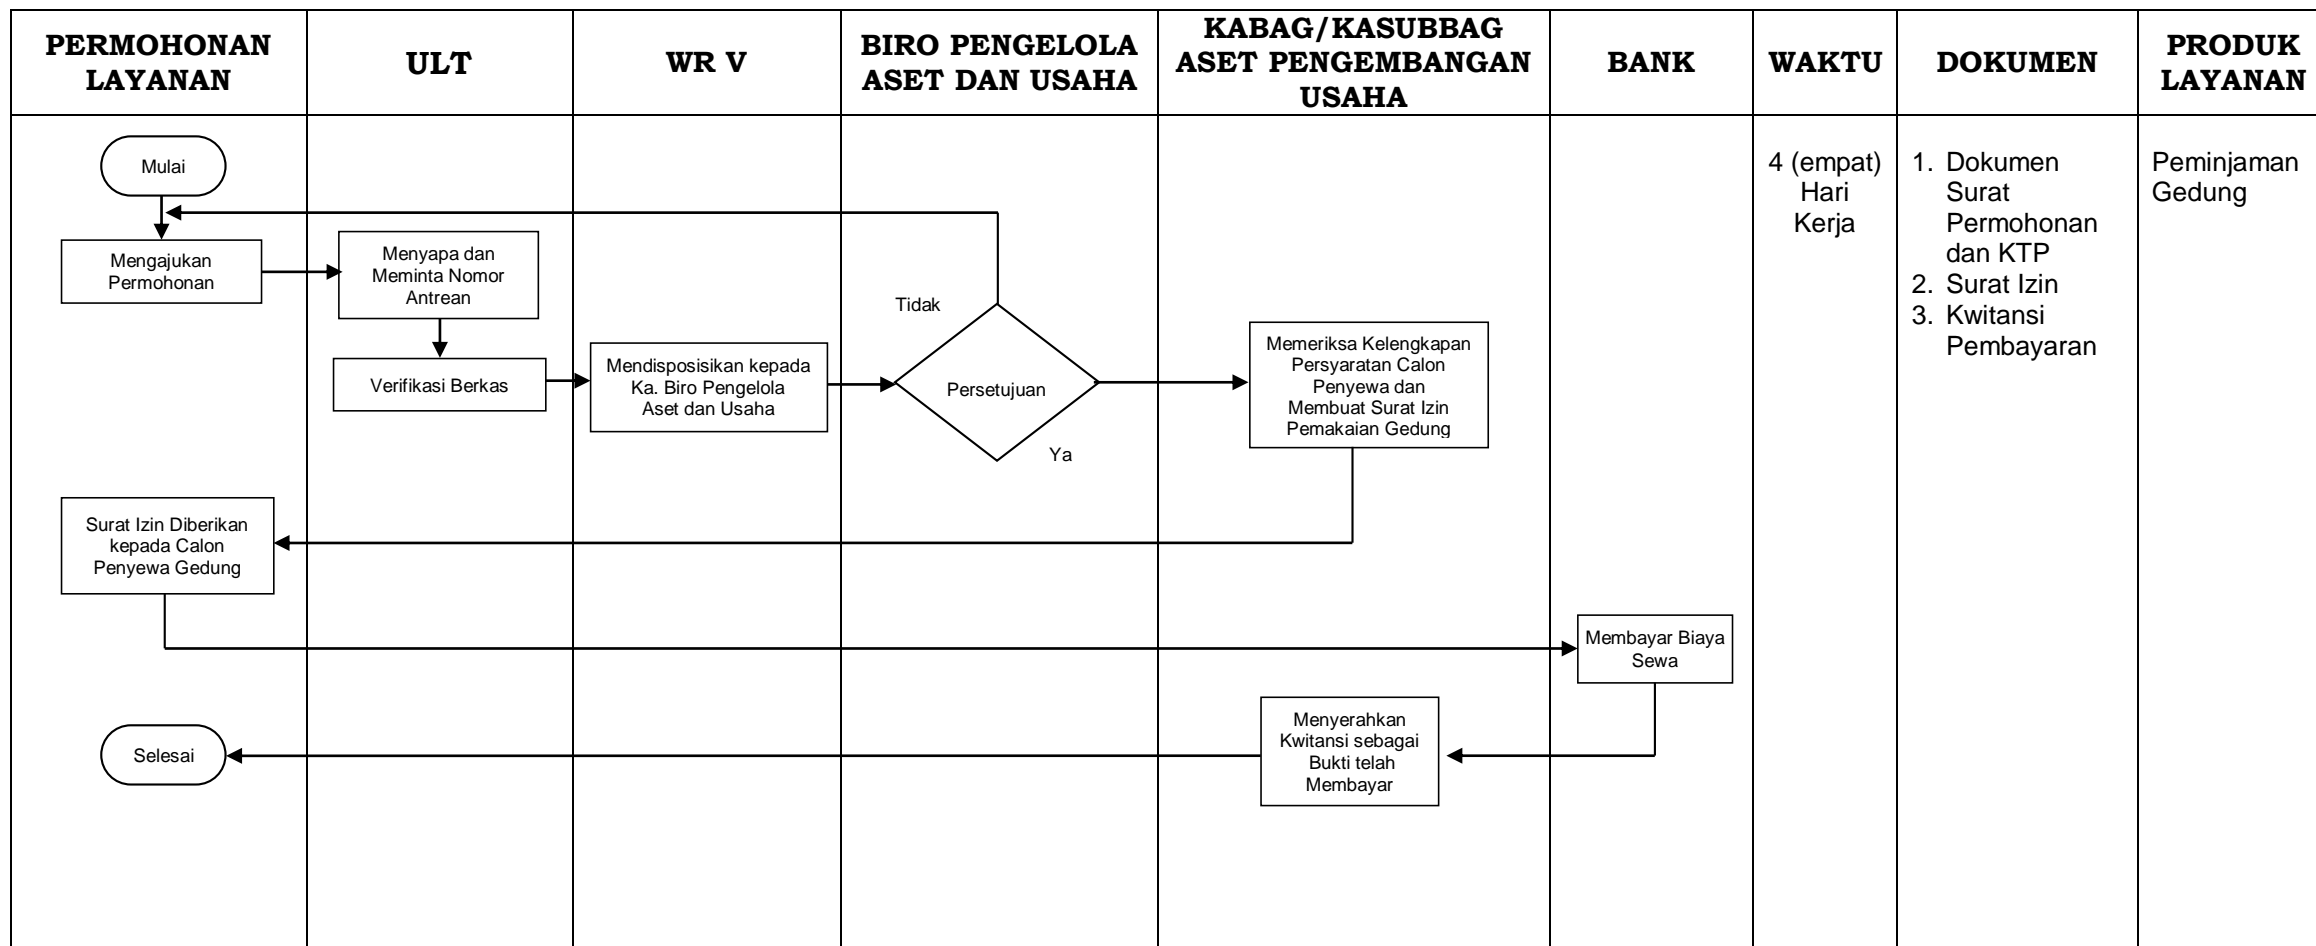 PERMOHONAN
LAYANAN
ULT
WR V
BIRO PENGELOLA
ASET DAN USAHA
KABAG/KASUBBAG
ASET PENGEMBANGAN
USAHA
BANK
WAKTU
DOKUMEN
PRODUK
LAYANAN
Mulai
Mengajukan
Permohonan
Menyapa dan
Meminta Nomor
Antrean
Verifikasi Berkas
Mendisposisikan kepada
Ka. Biro Pengelola
Aset dan Usaha
Tidak
Persetujuan
Ya
Memeriksa Kelengkapan
Persyaratan Calon
Penyewa dan
Membuat Surat Izin
Pemakaian Gedung
4 (empat)
Hari
Kerja
1. Dokumen
Surat
Permohonan
dan KTP
2. Surat Izin
3. Kwitansi
Pembayaran
Peminjaman
Gedung
Surat Izin Diberikan
kepada Calon
Penyewa Gedung
Membayar Biaya
Sewa
Menyerahkan
Kwitansi sebagai
Bukti telah
Membayar
Selesai